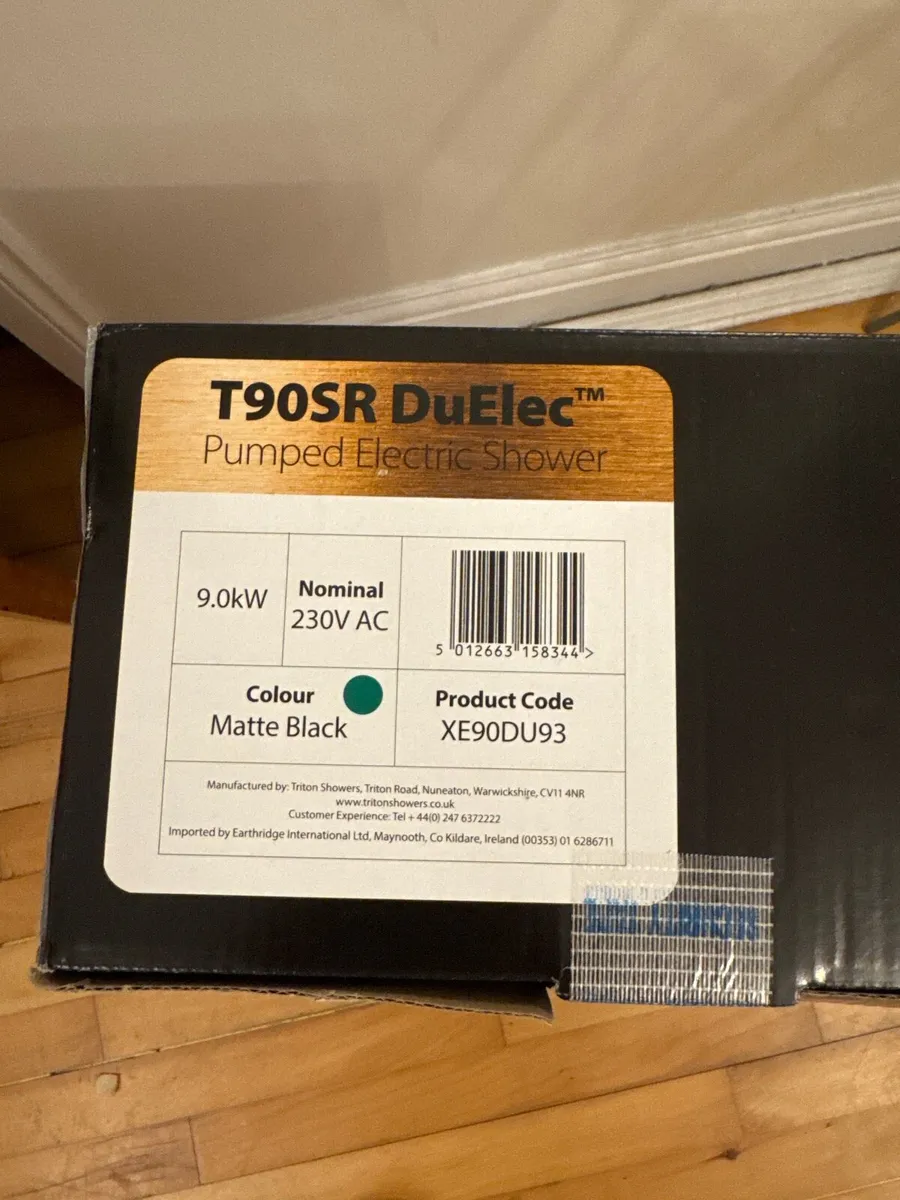 T90SR DuElec™
Pumped Electric Shower
9.0kW
Nominal
230V AC
5 012663 158344 >
Colour
Matte Black
Product Code
XE90DU93
Manufactured by: Triton Showers, Triton Road, Nuneaton, Warwickshire, CV11 4NR
www.tritonshowers.co.uk
Customer Experience: Tel + 44(0) 247 6372222
Imported by Earthridge International Ltd, Maynooth, Co Kildare, Ireland (00353) 01 6286711